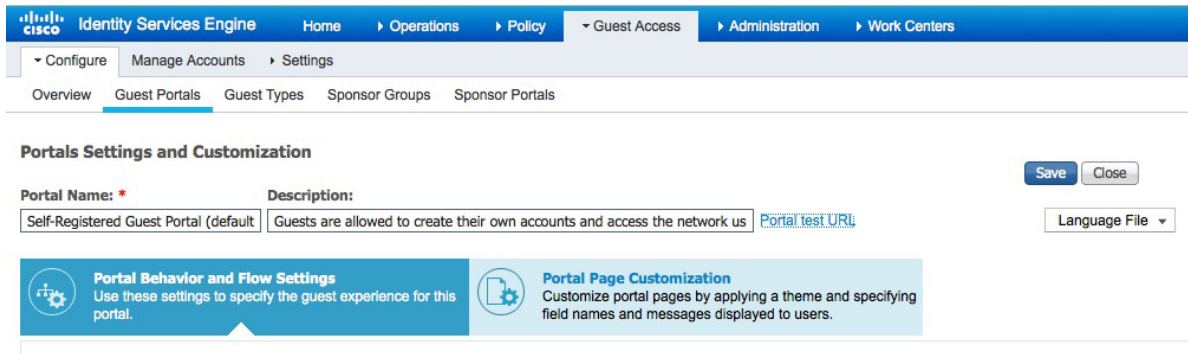 cisco Identity Services Engine Home Operations Policy Guest Access Administration Work Centers
Configure Manage Accounts Settings
Overview Guest Portals Guest Types Sponsor Groups Sponsor Portals
Portals Settings and Customization
Save Close
Portal Name: * Description:
Self-Registered Guest Portal (default Guests are allowed to create their own accounts and access the network us Portal test URL Language File
Portal Behavior and Flow Settings
Use these settings to specify the guest experience for this
portal.
Portal Page Customization
Customize portal pages by applying a theme and specifying
field names and messages displayed to users.